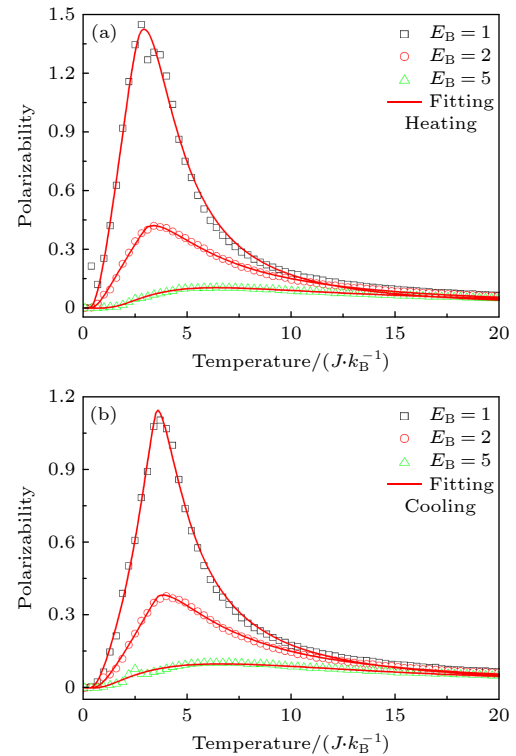 (a)
E_B = 1
E_B = 2
E_B = 5
Fitting
Heating
Polarizability
1.5
1.2
0.9
0.6
0.3
0
0 5 10 15 20
Temperature/(J·k_B^{-1})
(b)
E_B = 1
E_B = 2
E_B = 5
Fitting
Cooling
Polarizability
1.2
0.9
0.6
0.3
0
0 5 10 15 20
Temperature/(J·k_B^{-1})